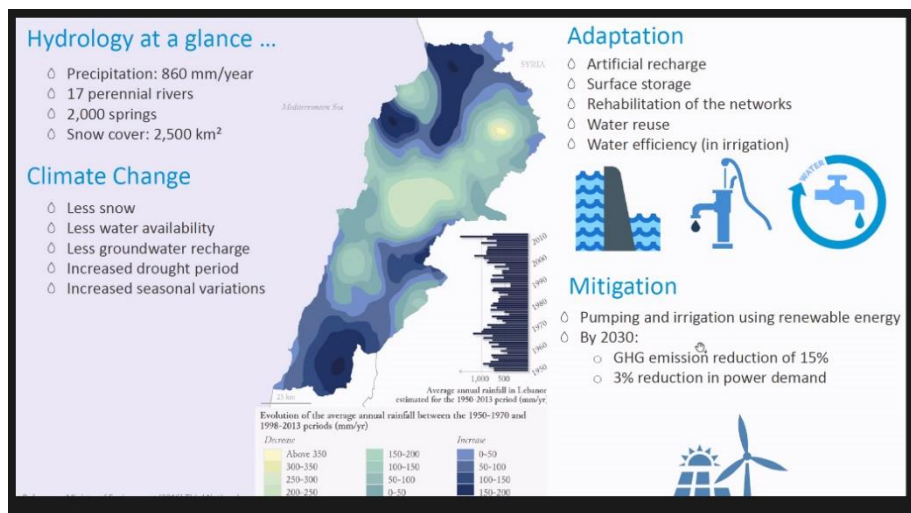 Hydrology at a glance ...
Precipitation: 860 mm/year
17 perennial rivers
2,000 springs
Snow cover: 2,500 km²
Climate Change
Less snow
Less water availability
Less groundwater recharge
Increased drought period
Increased seasonal variations
SYRIA
Mediterranean Sea
25 km
2010
2000
1990
1980
1970
1960
1950
1,000 500
Average annual rainfall in Lebanon
estimated for the 1950-2013 period (mm/yr)
Evolution of the average annual rainfall between the 1950-1970 and
1998-2013 periods (mm/yr)
Decrease
Increase
Above 350
150-200
0-50
300-350
100-150
50-100
250-300
50-100
100-150
200-250
0-50
150-200
Adaptation
Artificial recharge
Surface storage
Rehabilitation of the networks
Water reuse
Water efficiency (in irrigation)
WATER
Mitigation
Pumping and irrigation using renewable energy
By 2030:
GHG emission reduction of 15%
3% reduction in power demand